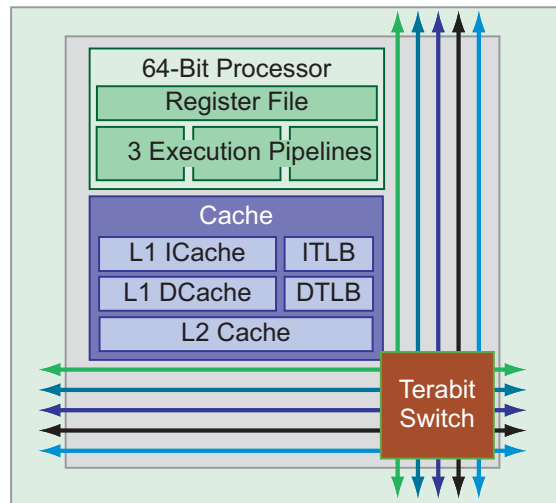 64-Bit Processor
Register File
3 Execution Pipelines
Cache
L1 ICache
ITLB
L1 DCache
DTLB
L2 Cache
Terabit
Switch